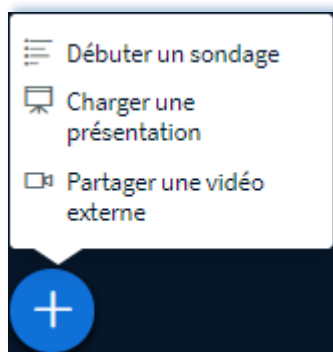 Débuter un sondage
Charger une
présentation
Partager une vidéo
externe